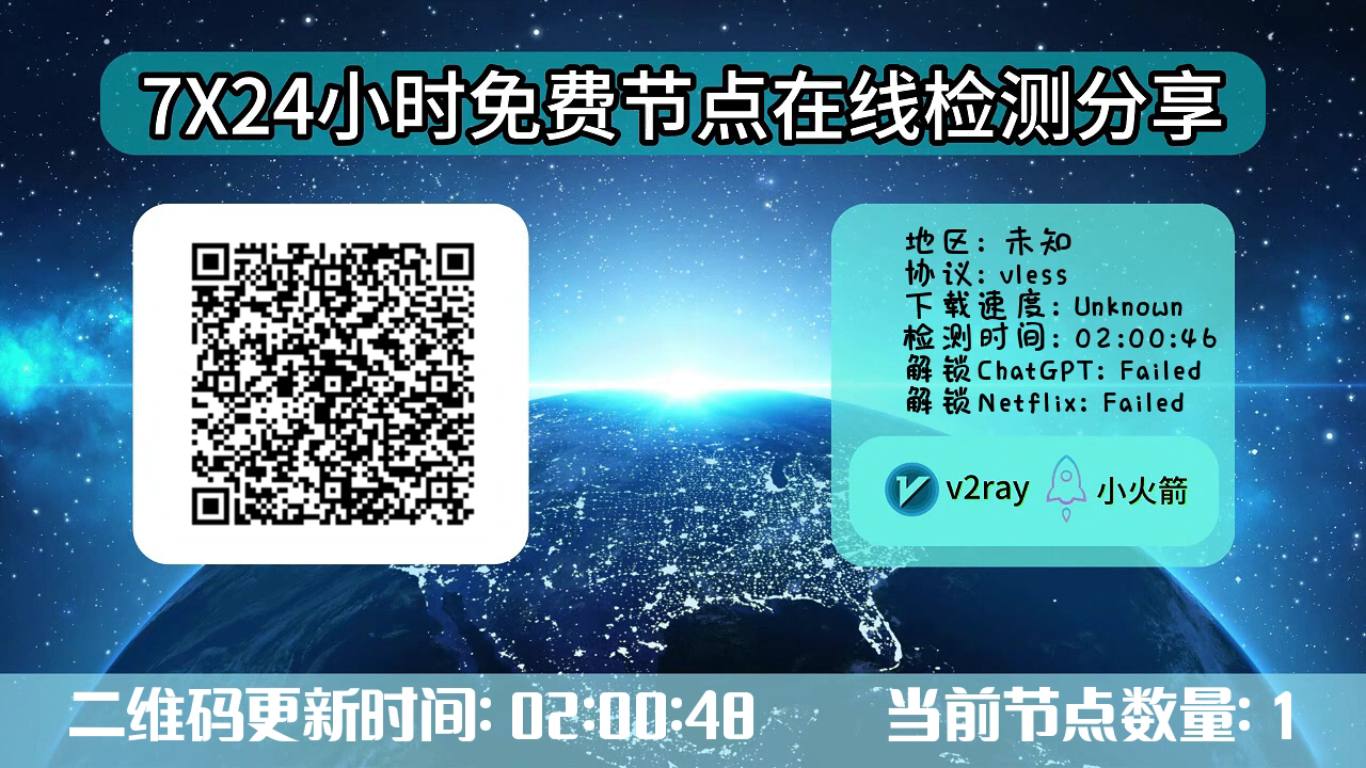 7X24小时免费节点在线检测分享
地区: 未知
协议: vless
下载速度: Unknown
检测时间: 02:00:46
解锁ChatGPT: Failed
解锁Netflix: Failed
v2ray 小火箭
二维码更新时间: 02:00:48
当前节点数量: 1